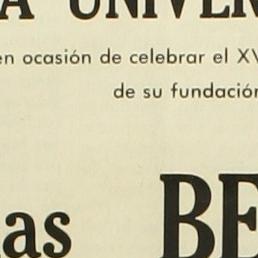 A UNIVER
en ocasión de celebrar el XV
de su fundación
as BE